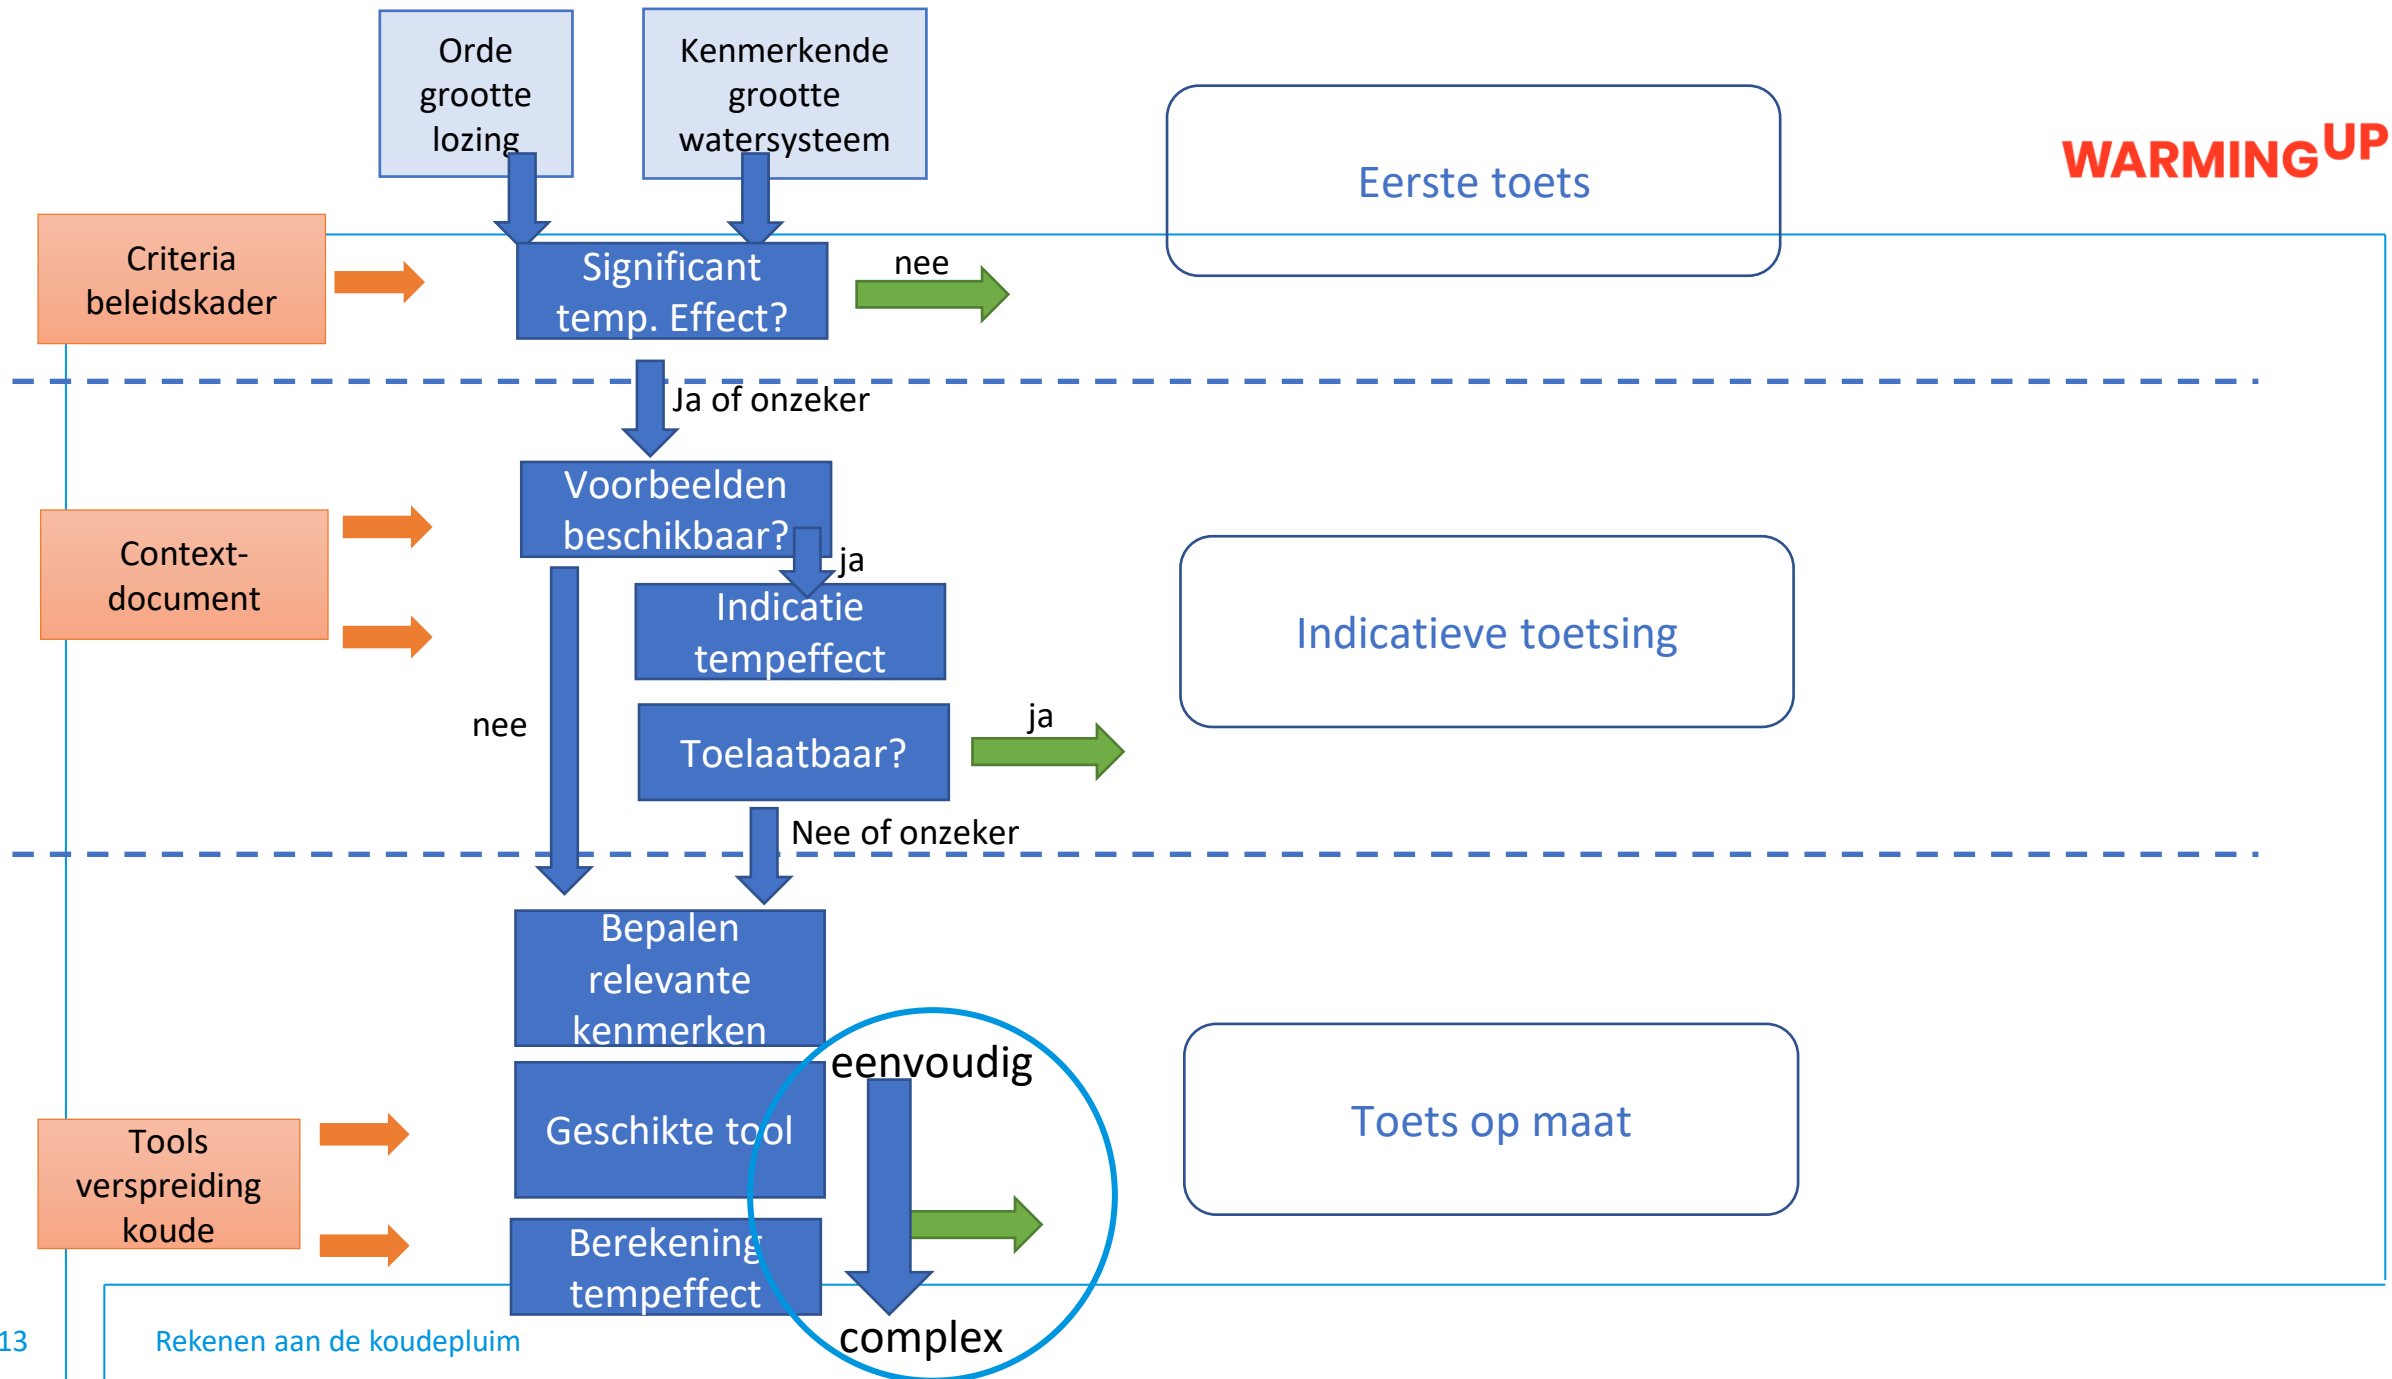 Orde
grootte
lozing
Kenmerkende
grootte
watersysteem
Eerste toets
WARMINGUP
Criteria
beleidskader
Significant
temp. Effect?
nee
Ja of onzeker
Voorbeelden
beschikbaar?
ja
Context-
document
Indicatie
tempeffect
Indicatieve toetsing
nee
Toelaatbaar?
ja
Nee of onzeker
Bepalen
relevante
kenmerken
eenvoudig
Geschikte tool
Toets op maat
Tools
verspreiding
koude
Berekening
tempeffect
complex
13
Rekenen aan de koudepluim